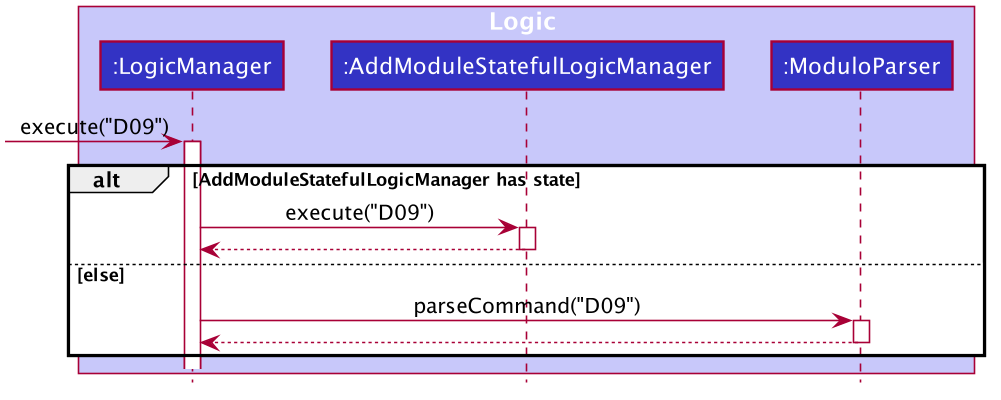 Logic
:LogicManager
:AddModuleStatefulLogicManager
:ModuloParser
execute("D09")
alt
[AddModuleStatefulLogicManager has state]
execute("D09")
[else]
parseCommand("D09")